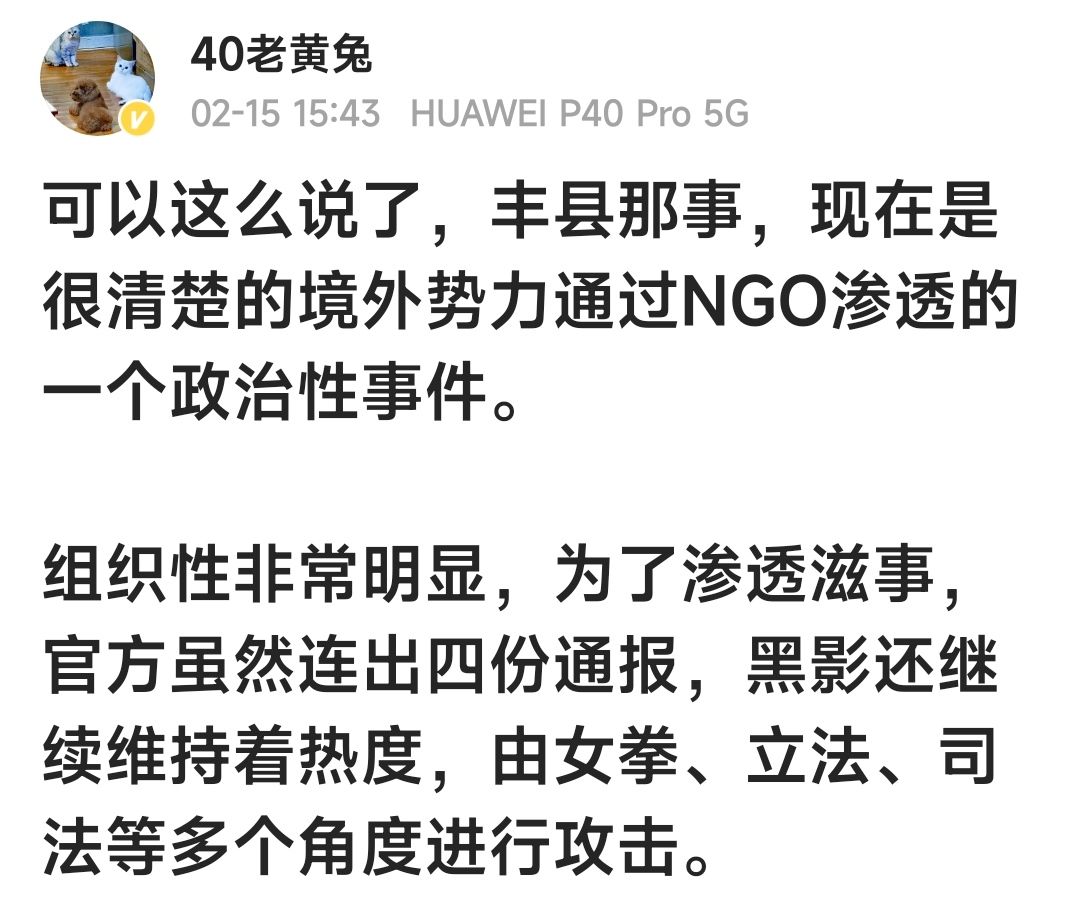 40老黄兔
02-15 15:43 HUAWEI P40 Pro 5G
可以这么说了，丰县那事，现在是
很清楚的境外势力通过NGO渗透的
一个政治性事件。
组织性非常明显，为了渗透滋事，
官方虽然连出四份通报，黑影还继
续维持着热度，由女拳、立法、司
法等多个角度进行攻击。